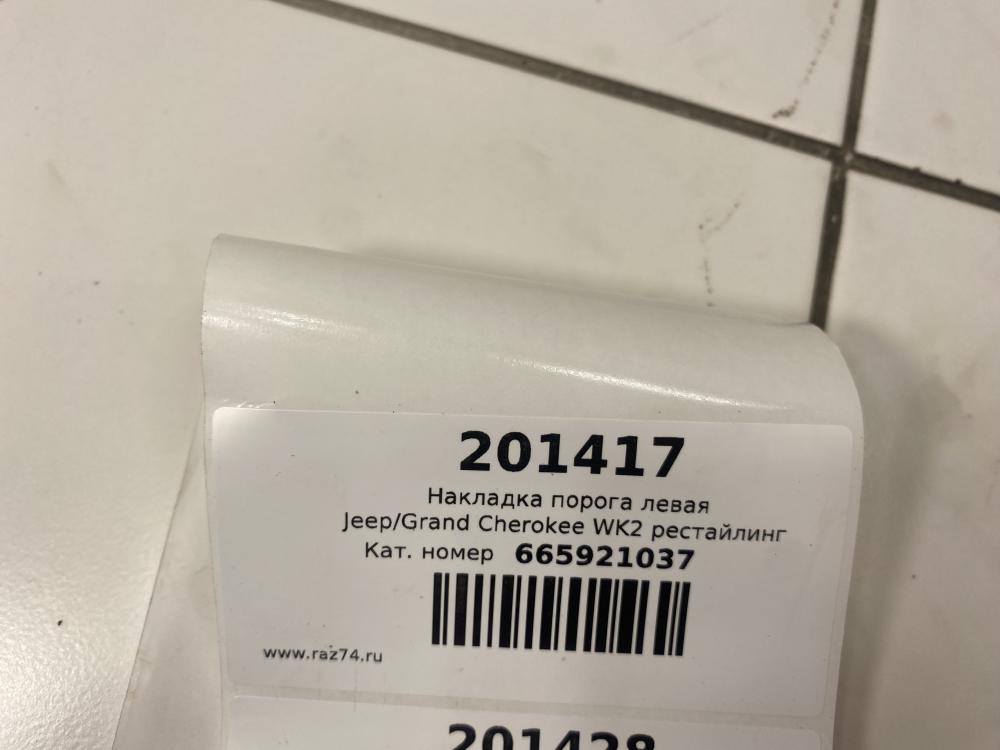 201417
Накладка порога левая
Jeep/Grand Cherokee WK2 рестайлинг
Кат. номер 665921037
www.raz74.ru
201428